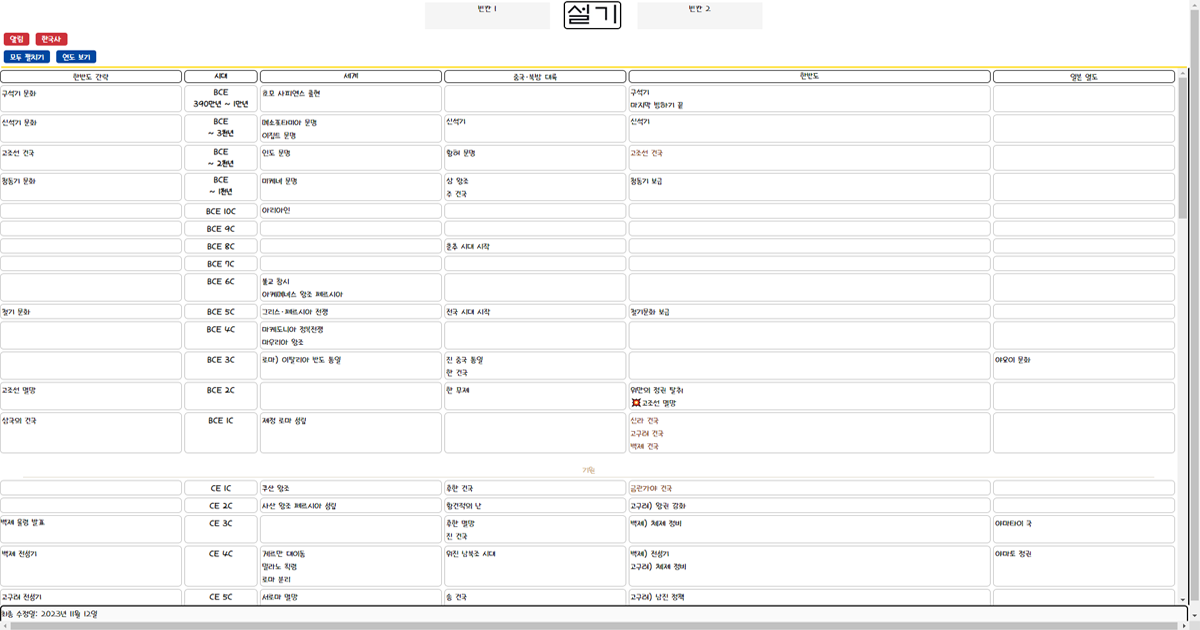 빈칸 1
설기
빈칸 2
알림 한국사
모두 펼치기 연도 보기
한반도 간략 시대 세계 중국·북방 대륙 한반도 일본 열도
구석기 문화 BCE 호모 사피엔스 출현 구석기
390만년 ~ 1만년 마지막 빙하기 끝
신석기 문화 BCE 메소포타미아 문명 신석기 신석기
~ 3천년 이집트 문명
고조선 건국 BCE 인도 문명 황허 문명 고조선 건국
~ 2천년
청동기 문화 BCE 미케네 문명 상 왕조 청동기 보급
~ 1천년 주 건국
BCE 10C 아리아인
BCE 9C
BCE 8C 춘추 시대 시작
BCE 7C
BCE 6C 불교 창시
아케메네스 왕조 페르시아
철기 문화 BCE 5C 그리스·페르시아 전쟁 전국 시대 시작 철기문화 보급
BCE 4C 마케도니아 정복전쟁
마우리아 왕조
BCE 3C 로마) 이탈리아 반도 통일 진 중국 통일 야요이 문화
한 건국
고조선 멸망 BCE 2C 한 무제 위만의 정권 탈취
고조선 멸망
삼국의 건국 BCE 1C 제정 로마 성립 신라 건국
고구려 건국
백제 건국
기원
CE 1C 쿠샨 왕조 후한 건국 금관가야 건국
CE 2C 사산 왕조 페르시아 성립 황건적의 난 고구려) 왕권 강화
백제 율령 발표 CE 3C 후한 멸망 백제) 체제 정비 야마타이 국
진 건국
백제 전성기 CE 4C 게르만 대이동 위진 남북조 시대 백제) 전성기 야마토 정권
밀라노 칙령 고구려) 체제 정비
로마 분리
고구려 전성기 CE 5C 서로마 멸망 송 건국 고구려) 남진 정책
최종 수정일: 2023년 11월 12일